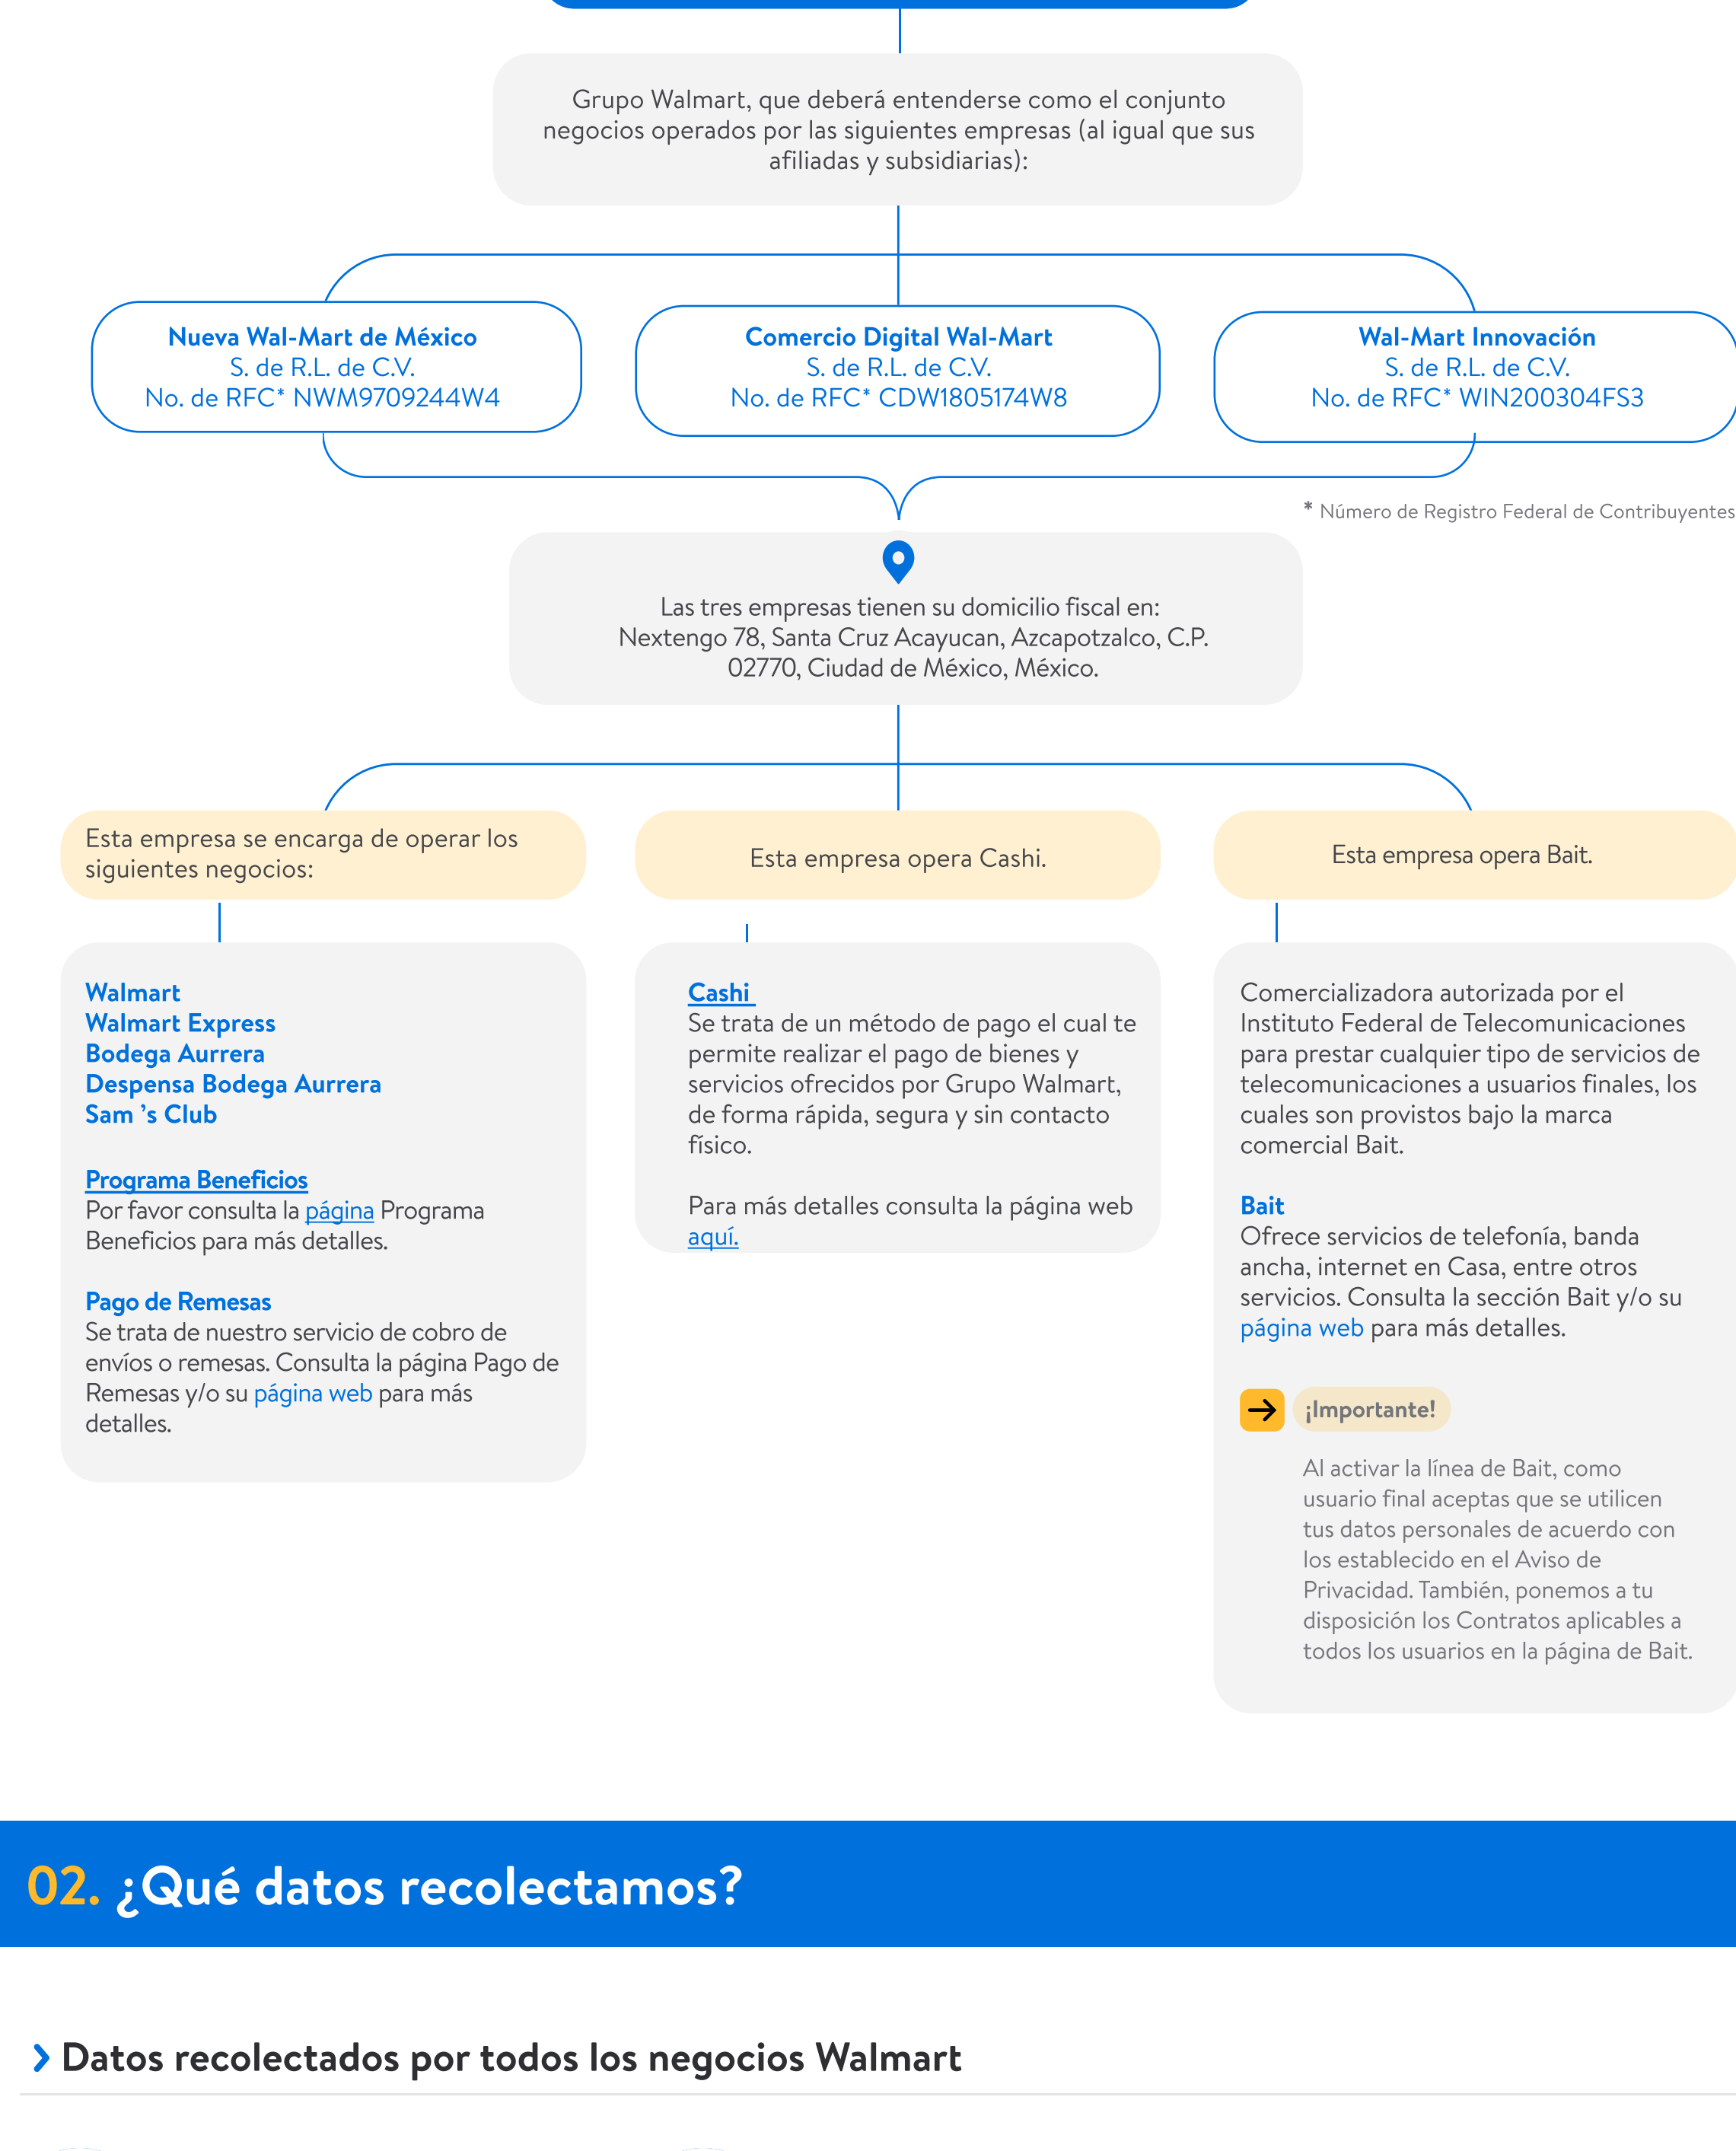 Grupo Walmart, que deberá entenderse como el conjunto
negocios operados por las siguientes empresas (al igual que sus
afiliadas y subsidiarias):
Nueva Wal-Mart de México
S. de R.L. de C.V.
No. de RFC* NWM9709244W4
Comercio Digital Wal-Mart
S. de R.L. de C.V.
No. de RFC* CDW1805174W8
Wal-Mart Innovación
S. de R.L. de C.V.
No. de RFC* WIN200304FS3
* Número de Registro Federal de Contribuyentes
Las tres empresas tienen su domicilio fiscal en:
Nextengo 78, Santa Cruz Acayucan, Azcapotzalco, C.P.
02770, Ciudad de México, México.
Esta empresa se encarga de operar los
siguientes negocios:
Walmart
Walmart Express
Bodega Aurrera
Despensa Bodega Aurrera
Sam ’s Club
Programa Beneficios
Por favor consulta la página Programa
Beneficios para más detalles.
Pago de Remesas
Se trata de nuestro servicio de cobro de
envíos o remesas. Consulta la página Pago de
Remesas y/o su página web para más
detalles.
Esta empresa opera Cashi.
Cashi
Se trata de un método de pago el cual te
permite realizar el pago de bienes y
servicios ofrecidos por Grupo Walmart,
de forma rápida, segura y sin contacto
físico.
Para más detalles consulta la página web
aquí.
Esta empresa opera Bait.
Comercializadora autorizada por el
Instituto Federal de Telecomunicaciones
para prestar cualquier tipo de servicios de
telecomunicaciones a usuarios finales, los
cuales son provistos bajo la marca
comercial Bait.
Bait
Ofrece servicios de telefonía, banda
ancha, internet en Casa, entre otros
servicios. Consulta la sección Bait y/o su
página web para más detalles.
¡Importante!
Al activar la línea de Bait, como
usuario final aceptas que se utilicen
tus datos personales de acuerdo con
los establecido en el Aviso de
Privacidad. También, ponemos a tu
disposición los Contratos aplicables a
todos los usuarios en la página de Bait.
02. ¿Qué datos recolectamos?
Datos recolectados por todos los negocios Walmart